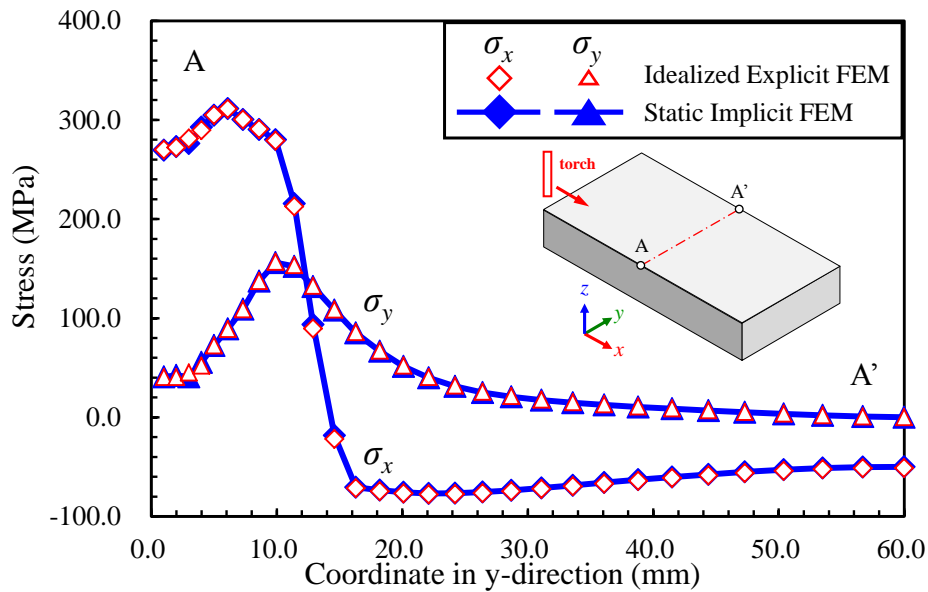 400.0
300.0
200.0
100.0
0.0
-100.0
Stress (MPa)
A
σx
σy
Idealized Explicit FEM
Static Implicit FEM
torch
A'
A
z
y
x
σy
A'
σx
0.0 10.0 20.0 30.0 40.0 50.0 60.0
Coordinate in y-direction (mm)